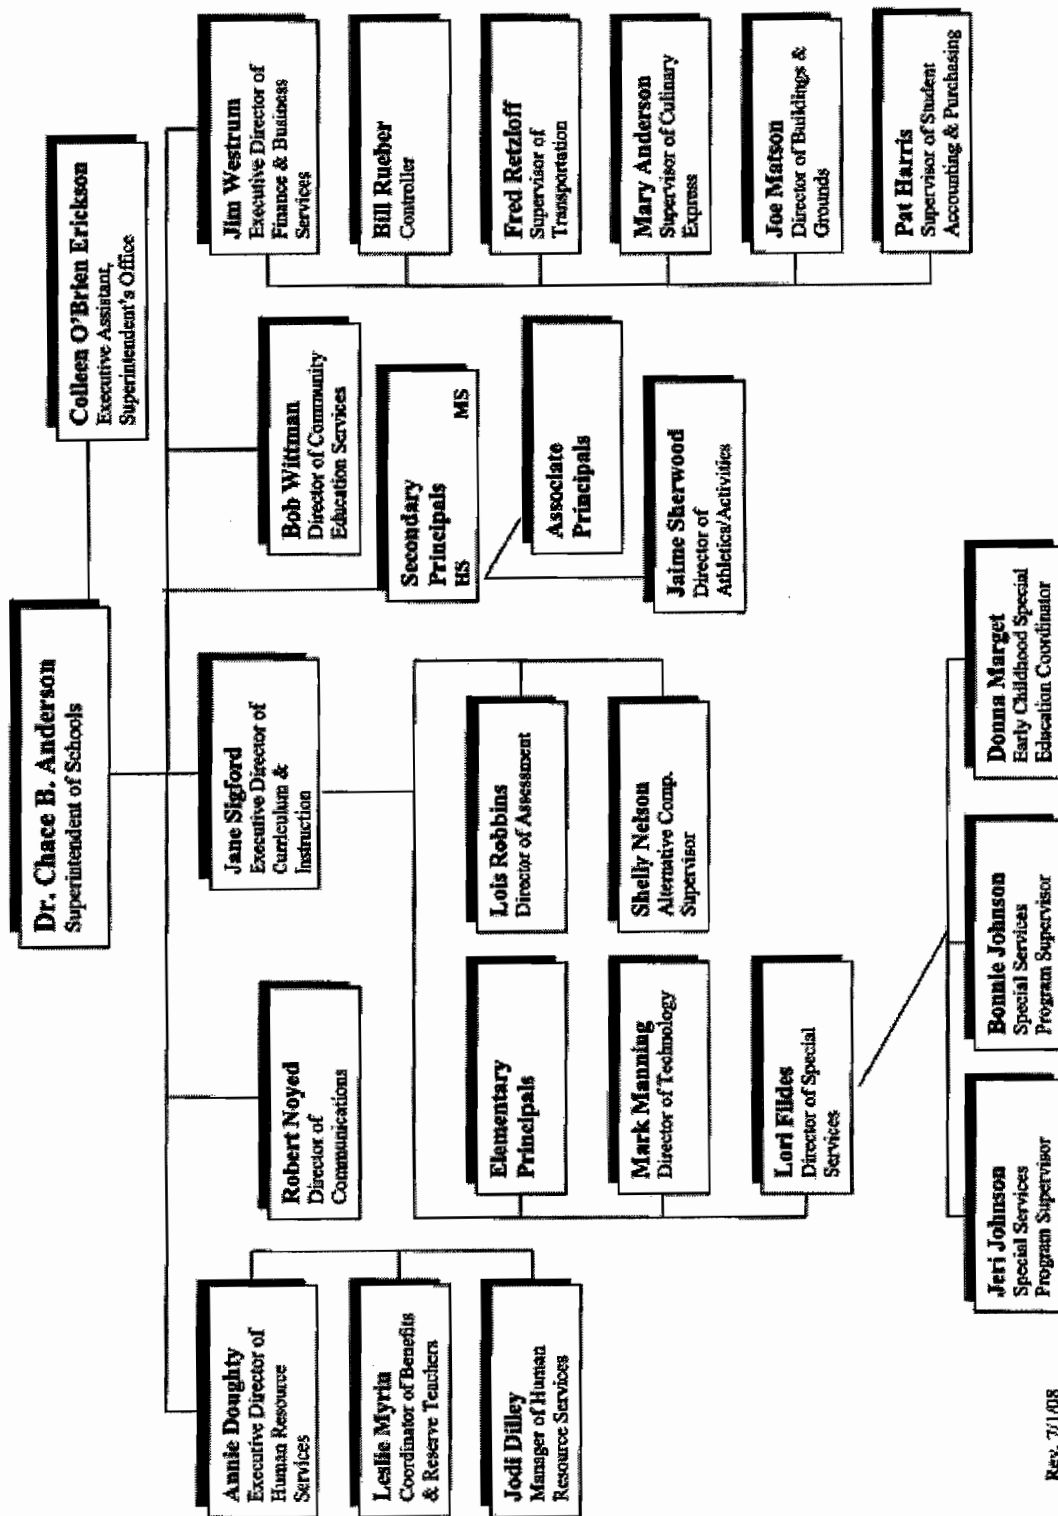 Dr. Chace B. Anderson
Superintendent of Schools
Colleen O'Brien Erickson
Executive Assistant,
Superintendent's Office
Annie Doughty
Executive Director of
Human Resource
Services
Leslie Myrin
Coordinator of Benefits
& Reserve Teachers
Jodi Dilley
Manager of Human
Resource Services
Robert Noyed
Director of
Communications
Jane Sigford
Executive Director of
Curriculum &
Instruction
Elementary
Principals
Lois Robbins
Director of Assessment
Mark Manning
Director of Technology
Shelly Nelson
Alternative Comp.
Supervisor
Lori Fildes
Director of Special
Services
Jeri Johnson
Special Services
Program Supervisor
Bonnie Johnson
Special Services
Program Supervisor
Donna Marget
Early Childhood Special
Education Coordinator
Secondary
Principals
HS MS
Associate
Principals
Jaime Sherwood
Director of
Athletics/Activities
Bob Wittman
Director of Community
Education Services
Jim Westrum
Executive Director of
Finance & Business
Services
Bill Rueber
Controller
Fred Retzloff
Supervisor of
Transportation
Mary Anderson
Supervisor of Culinary
Express
Joe Matson
Director of Buildings &
Grounds
Pat Harris
Supervisor of Student
Accounting & Purchasing
Rev. 7/1/08